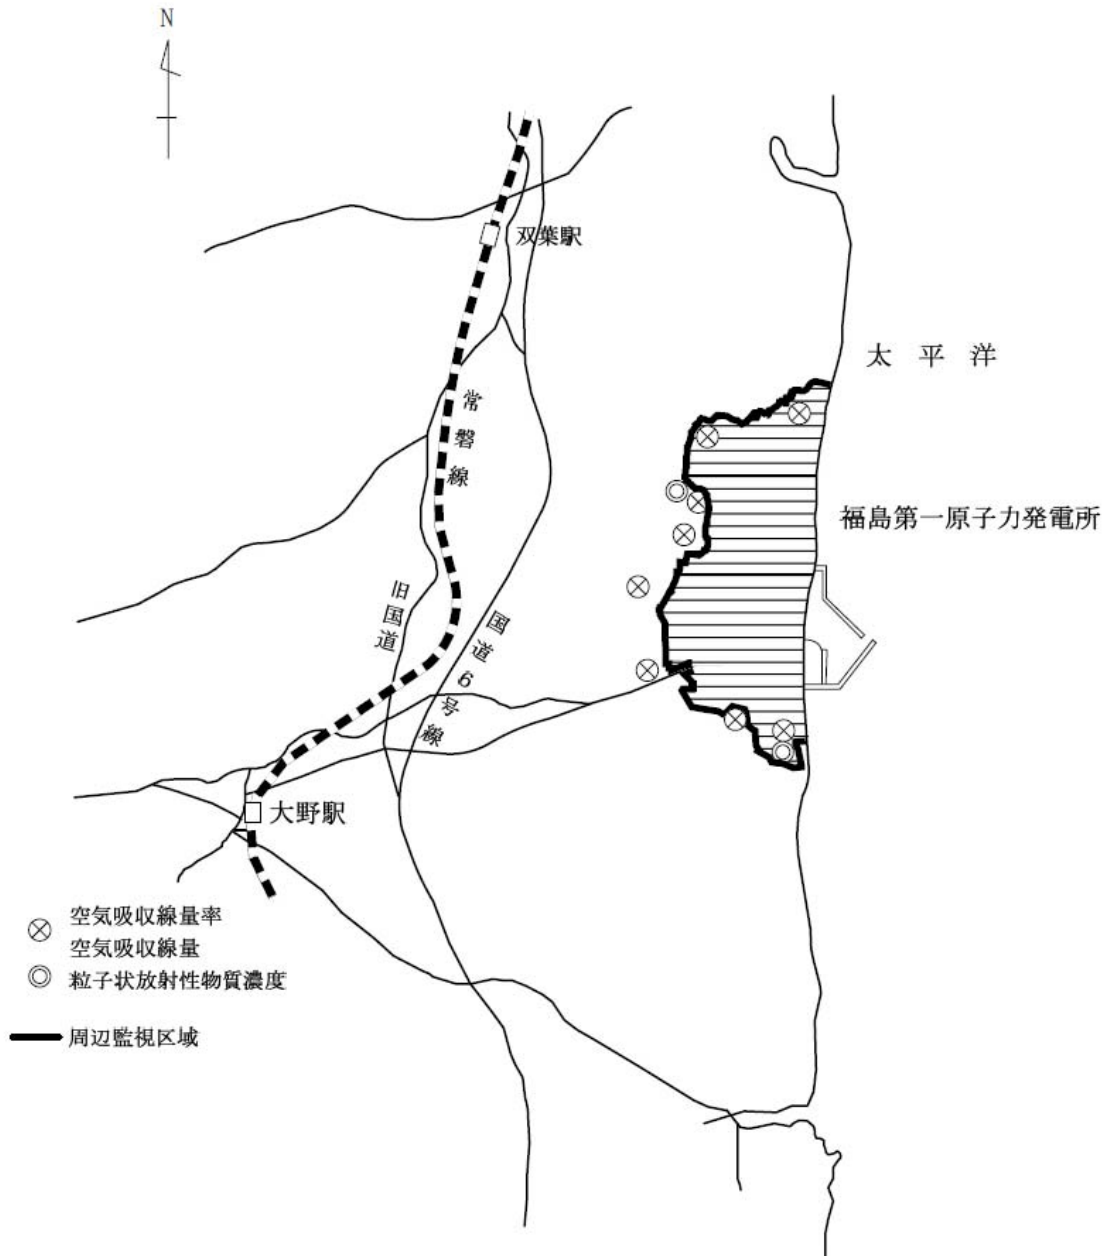 N
双葉駅
太平洋
常磐線
福島第一原子力発電所
旧国道
国道6号線
大野駅
空気吸収線量率
空気吸収線量
粒子状放射性物質濃度
周辺監視区域